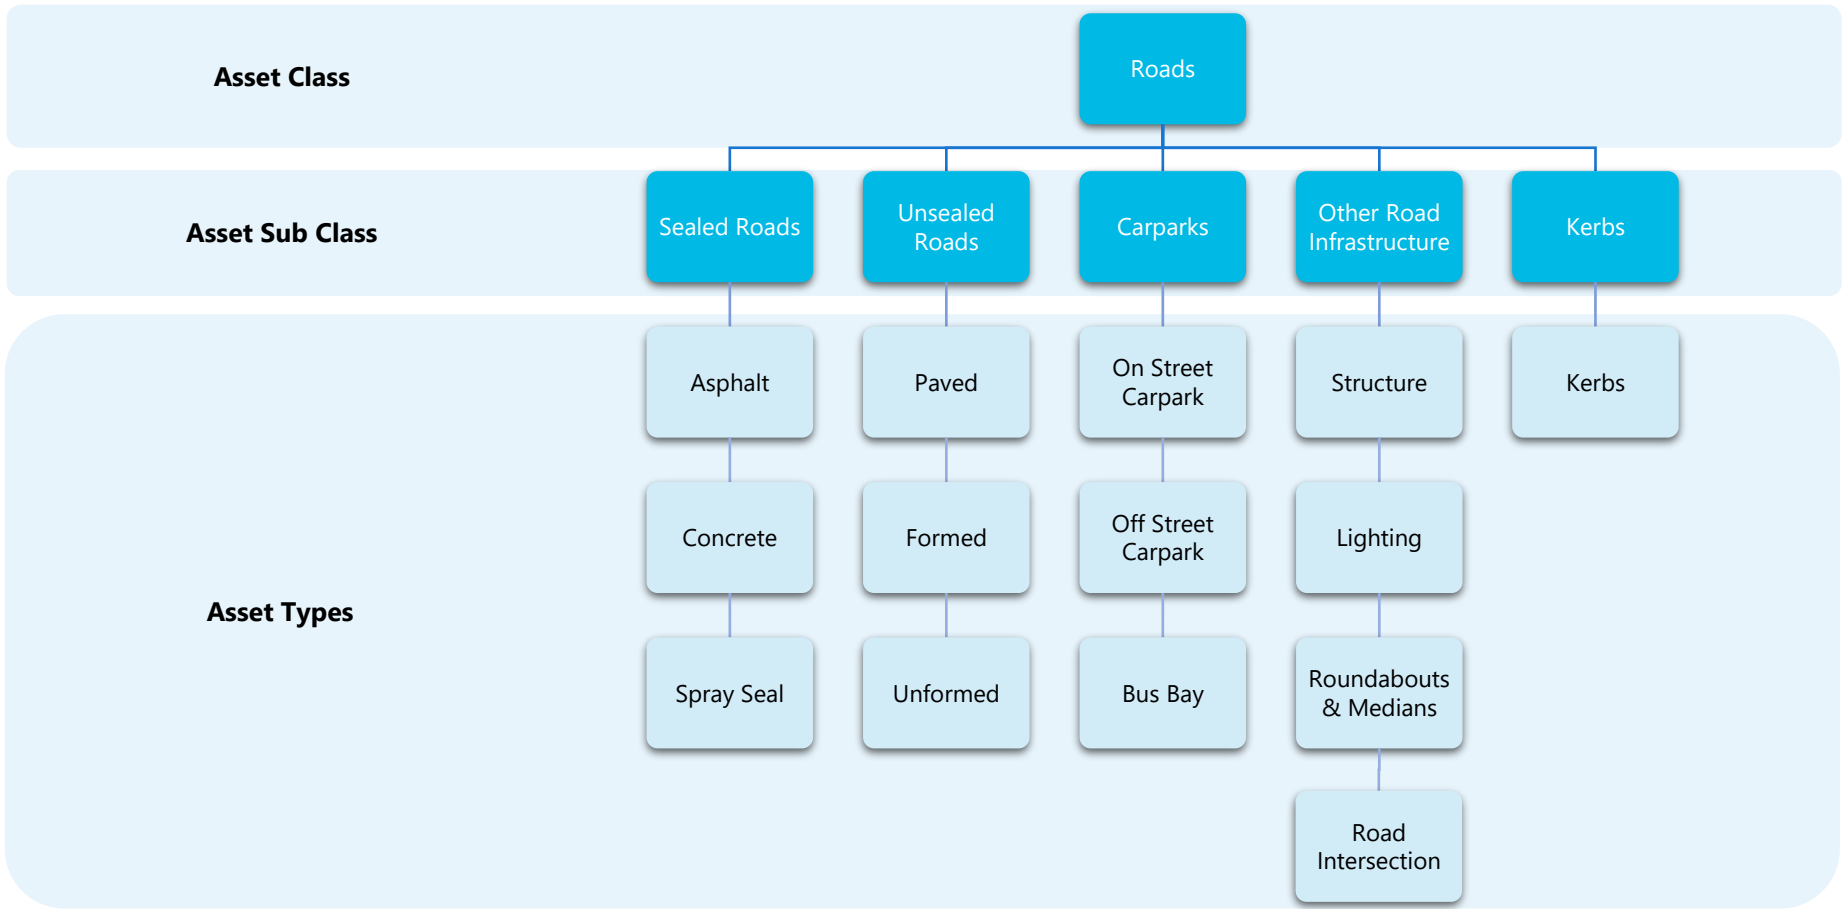 Asset Class
Roads
Asset Sub Class
Sealed Roads
Unsealed
Roads
Carparks
Other Road
Infrastructure
Kerbs
Asset Types
Asphalt
Paved
On Street
Carpark
Structure
Kerbs
Concrete
Formed
Off Street
Carpark
Lighting
Spray Seal
Unformed
Bus Bay
Roundabouts
& Medians
Road
Intersection